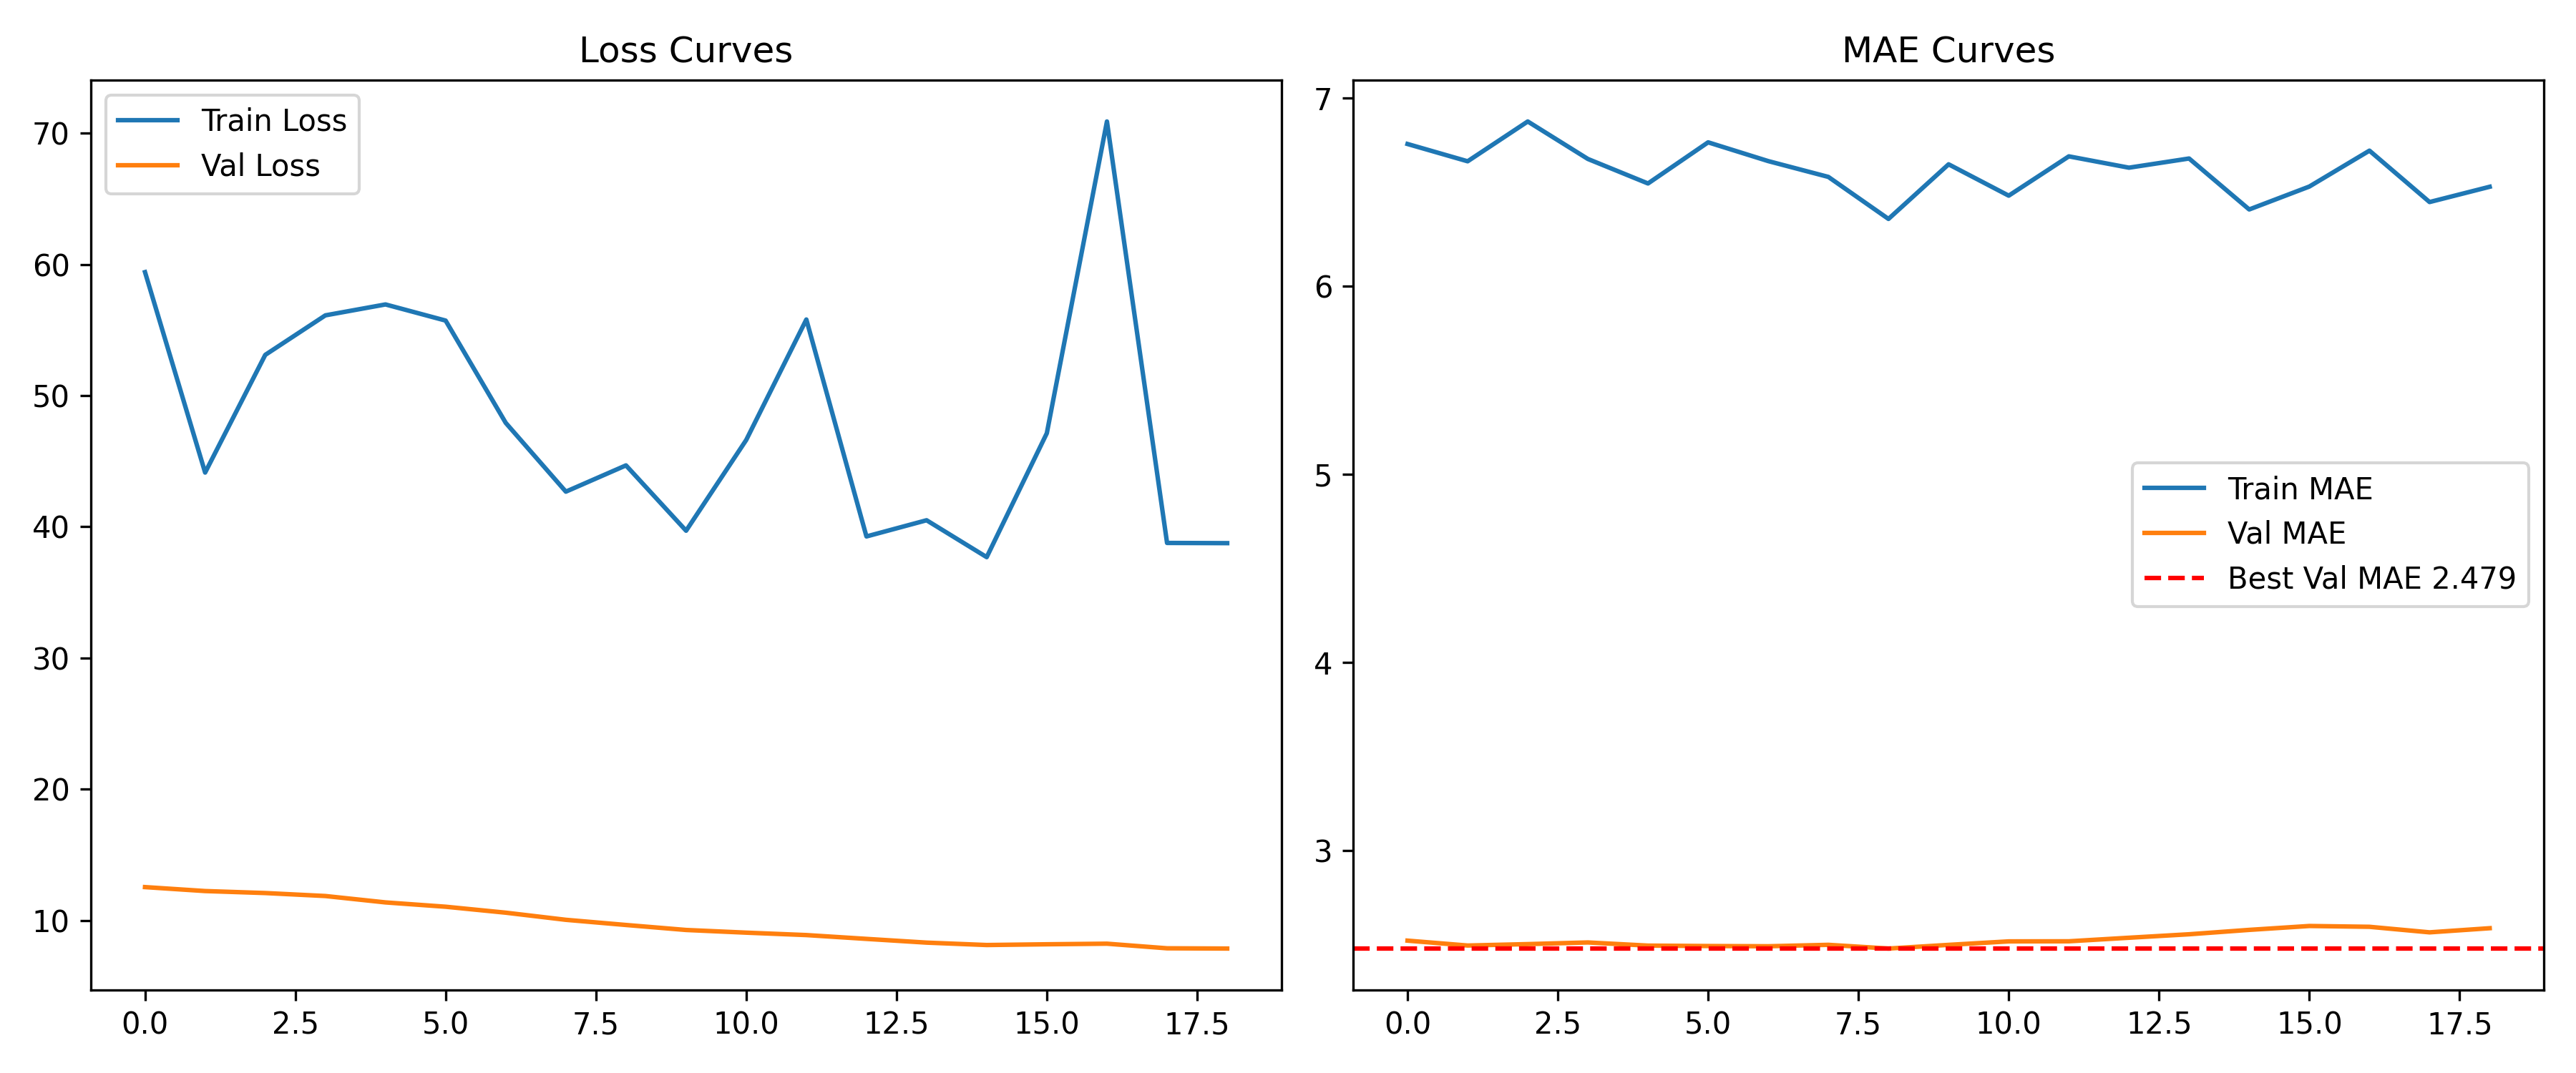 Loss Curves
Train Loss
Val Loss
70
60
50
40
30
20
10
0.0 2.5 5.0 7.5 10.0 12.5 15.0 17.5
MAE Curves
7
6
5
4
3
Train MAE
Val MAE
Best Val MAE 2.479
0.0 2.5 5.0 7.5 10.0 12.5 15.0 17.5